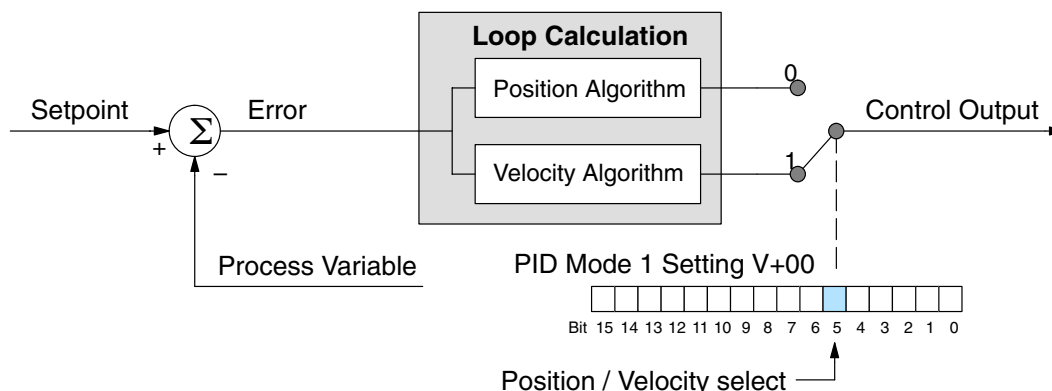 Loop Calculation
Position Algorithm
0
Setpoint
Error
Control Output
+
Σ
−
Velocity Algorithm
1
Process Variable
PID Mode 1 Setting V+00
Bit 15 14 13 12 11 10 9 8 7 6 5 4 3 2 1 0
Position / Velocity select